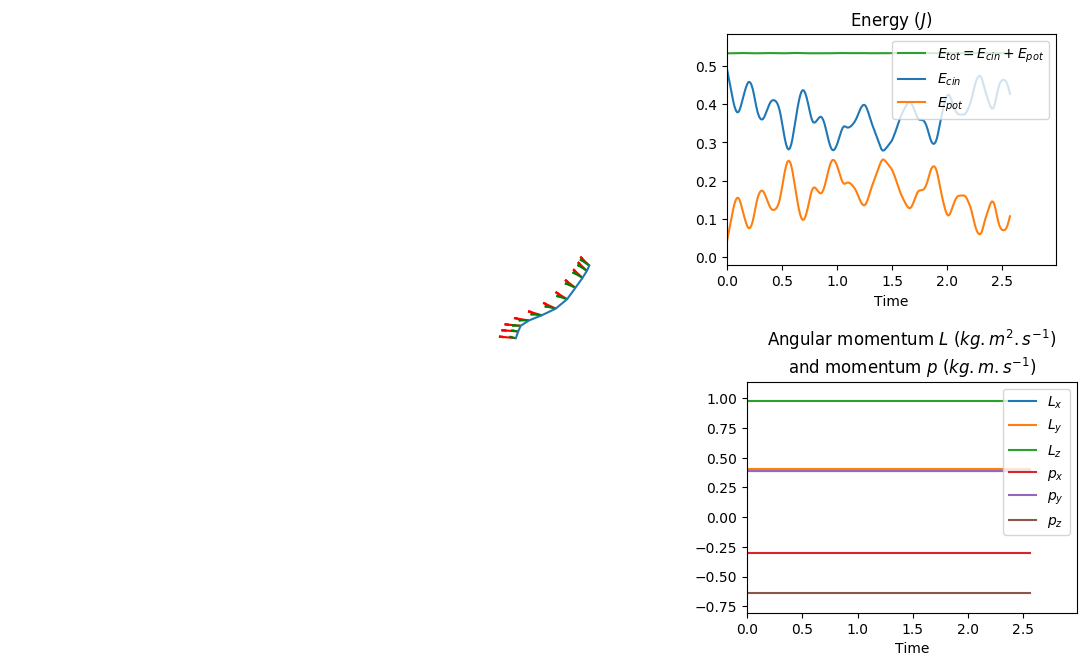 Energy (J)
E_tot = E_cin + E_pot
E_cin
E_pot
0.5
0.4
0.3
0.2
0.1
0.0
0.0 0.5 1.0 1.5 2.0 2.5
Time
Angular momentum L (kg.m².s⁻¹)
and momentum p (kg.m.s⁻¹)
L_x
L_y
L_z
p_x
p_y
p_z
1.00
0.75
0.50
0.25
0.00
−0.25
−0.50
−0.75
0.0 0.5 1.0 1.5 2.0 2.5
Time